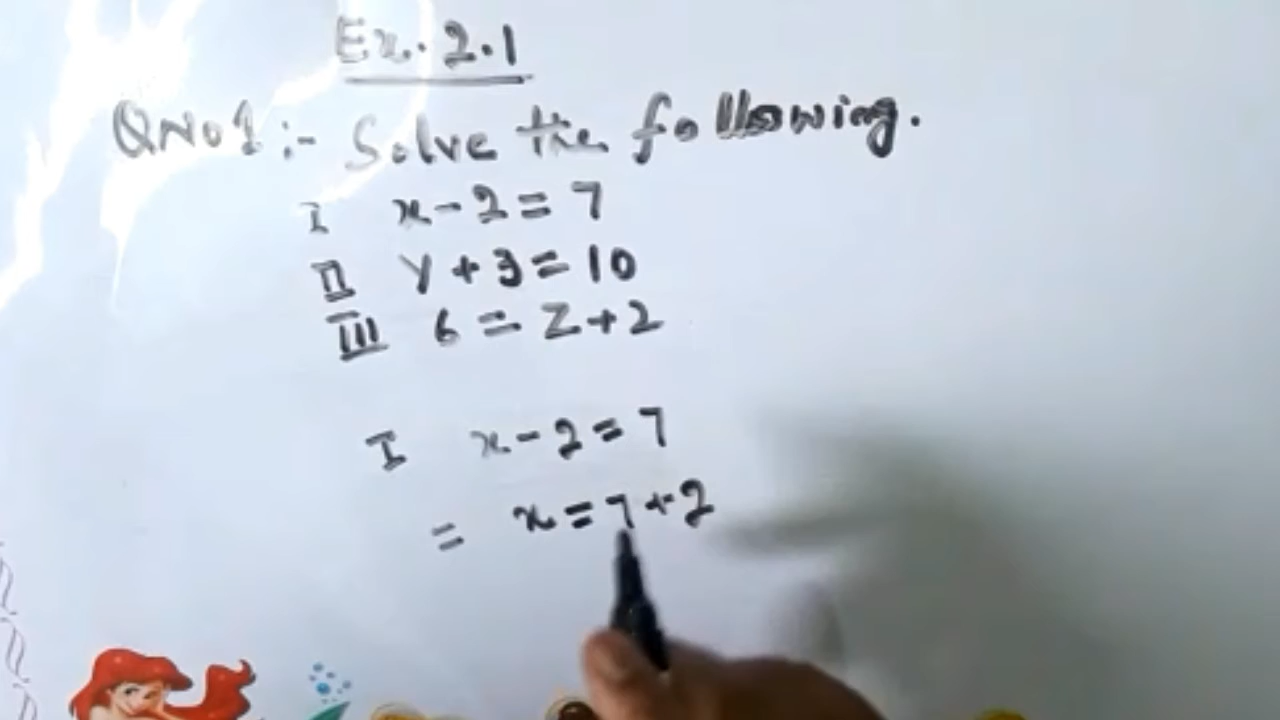 Ex. 2.1
QNo1:- Solve the following.
I x-2=7
II y+3=10
III 6=z+2
I x-2=7
= x=7+2